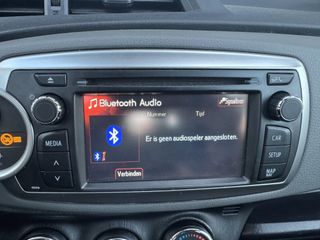 Bluetooth Audio
Nummer Tijd
Er is geen audiospeler aangesloten.
Verbinden
MEDIA
CAR
SETUP
MAP